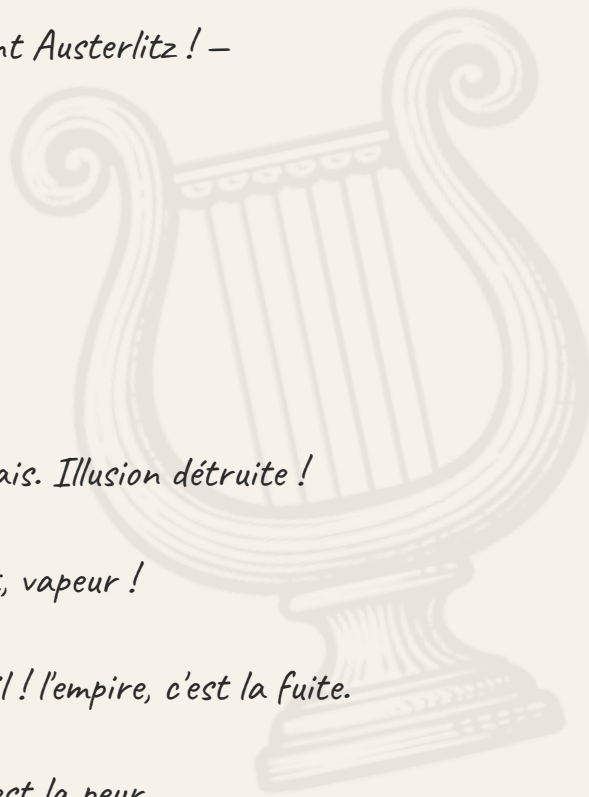 nt Austerlitz ! —
ais. Illusion détruite !
, vapeur !
l ! l'empire, c'est la fuite.
est la peur